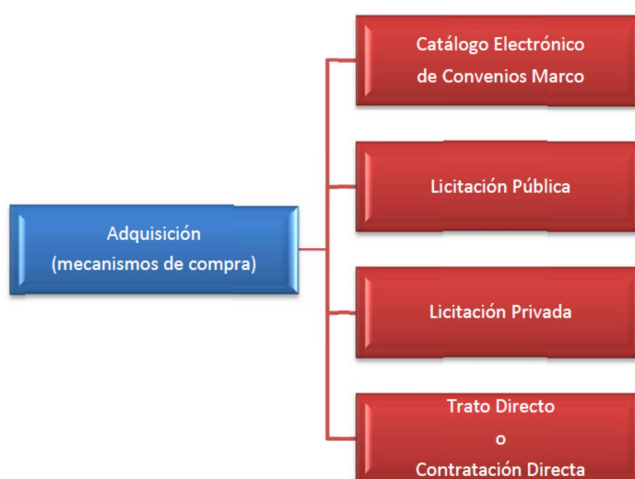 Catálogo Electrónico
de Convenios Marco
Licitación Pública
Adquisición
(mecanismos de compra)
Licitación Privada
Trato Directo
o
Contratación Directa